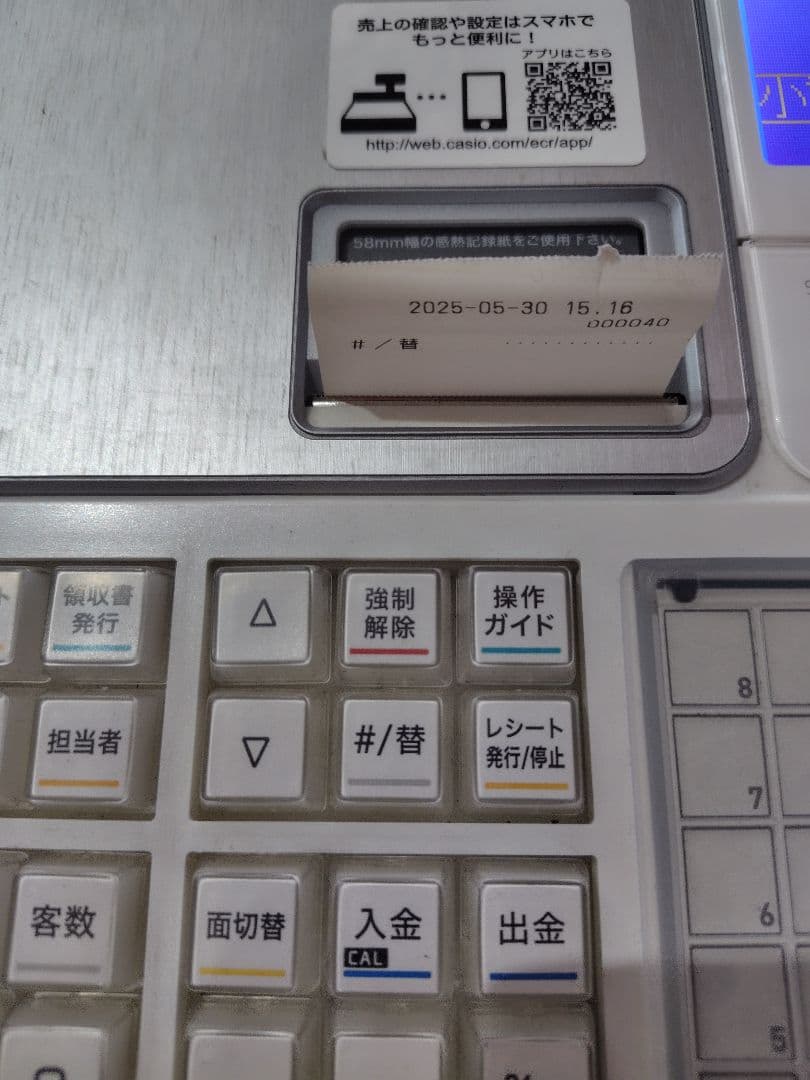 売上の確認や設定はスマホで
もっと便利に！
アプリはこちら
http://web.casio.com/ecr/app/
小
58mm幅の感熱記録紙をご使用下さい。
2025-05-30 15.16
000040
#／替 ............
領収書
発行
△
強制
解除
操作
ガイド
担当者
▽
#/替
レシート
発行/停止
8
7
客数
面切替
入金
CAL
出金
6
5